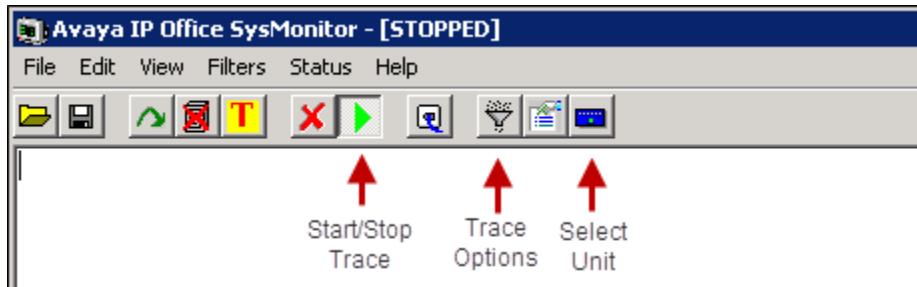 Avaya IP Office SysMonitor - [STOPPED]
File Edit View Filters Status Help
T
Start/Stop
Trace
Trace
Options
Select
Unit